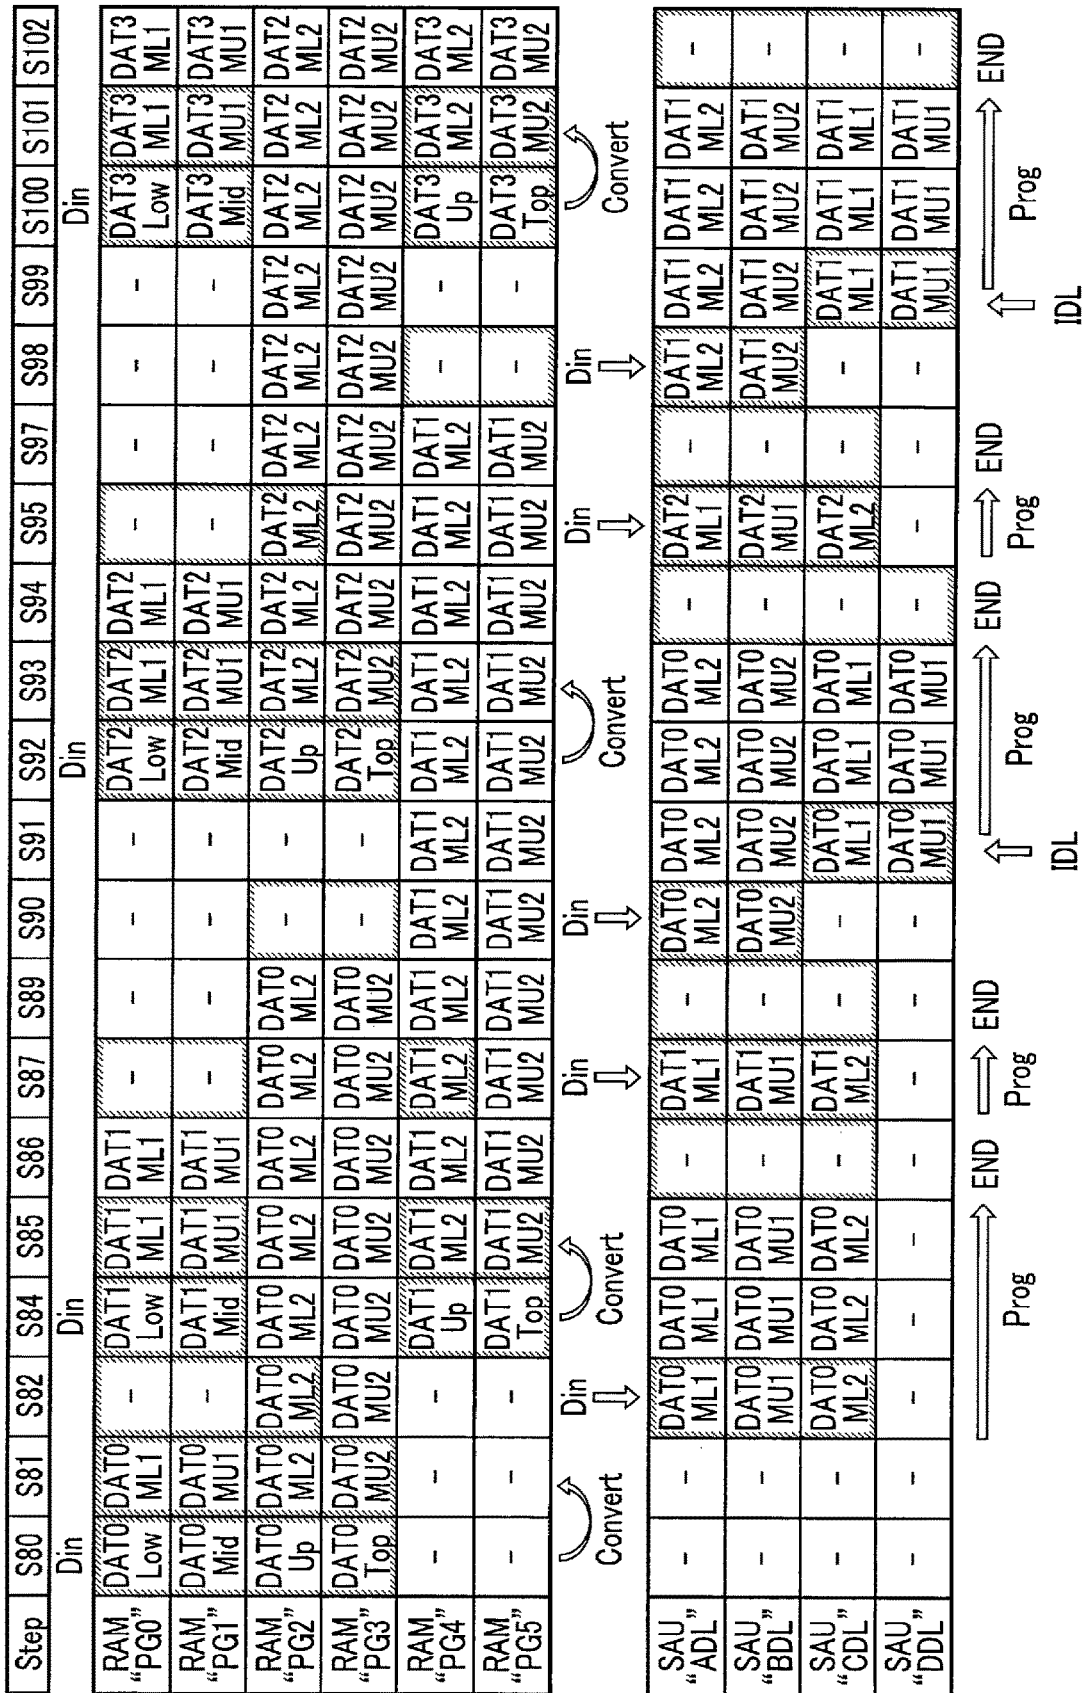 Step S80 S81 S82 S84 S85 S86 S87 S89 S90 S91 S92 S93 S94 S95 S97 S98 S99 S100 S101 S102
Din Din Din Din
RAM "PG0" DAT0 Low DAT0 ML1 - DAT1 Low DAT1 ML1 DAT1 ML1 - - - - DAT2 Low DAT2 ML1 DAT2 ML1 - - - - DAT3 Low DAT3 ML1 DAT3 ML1
RAM "PG1" DAT0 Mid DAT0 MU1 - DAT1 Mid DAT1 MU1 DAT1 MU1 - - - - DAT2 Mid DAT2 MU1 DAT2 MU1 - - - - DAT3 Mid DAT3 MU1 DAT3 MU1
RAM "PG2" DAT0 Up DAT0 ML2 DAT0 ML2 DAT0 ML2 DAT0 ML2 DAT0 ML2 DAT0 ML2 DAT0 ML2 - - DAT2 Up DAT2 ML2 DAT2 ML2 DAT2 ML2 DAT2 ML2 DAT2 ML2 DAT2 ML2 DAT2 ML2 DAT2 ML2 DAT2 ML2
RAM "PG3" DAT0 Top DAT0 MU2 DAT0 MU2 DAT0 MU2 DAT0 MU2 DAT0 MU2 DAT0 MU2 DAT0 MU2 - - DAT2 Top DAT2 MU2 DAT2 MU2 DAT2 MU2 DAT2 MU2 DAT2 MU2 DAT2 MU2 DAT2 MU2 DAT2 MU2 DAT2 MU2
RAM "PG4" - - - DAT1 Up DAT1 ML2 DAT1 ML2 DAT1 ML2 DAT1 ML2 DAT1 ML2 DAT1 ML2 DAT1 ML2 DAT1 ML2 DAT1 ML2 DAT1 ML2 DAT1 ML2 - - DAT3 Up DAT3 ML2 DAT3 ML2
RAM "PG5" - - - DAT1 Top DAT1 MU2 DAT1 MU2 DAT1 MU2 DAT1 MU2 DAT1 MU2 DAT1 MU2 DAT1 MU2 DAT1 MU2 DAT1 MU2 DAT1 MU2 DAT1 MU2 - - DAT3 Top DAT3 MU2 DAT3 MU2
Convert Din Convert Din Din Convert Din Din Convert
SAU "ADL" - - DAT0 ML1 DAT0 ML1 DAT0 ML1 - DAT1 ML1 - DAT0 ML2 DAT0 ML2 DAT0 ML2 DAT0 ML2 - DAT2 ML1 - DAT1 ML2 DAT1 ML2 DAT1 ML2 DAT1 ML2 -
SAU "BDL" - - DAT0 MU1 DAT0 MU1 DAT0 MU1 - DAT1 MU1 - DAT0 MU2 DAT0 MU2 DAT0 MU2 DAT0 MU2 - DAT2 MU1 - DAT1 MU2 DAT1 MU2 DAT1 MU2 DAT1 MU2 -
SAU "CDL" - - DAT0 ML2 DAT0 ML2 DAT0 ML2 - DAT1 ML2 - - DAT0 ML1 DAT0 ML1 DAT0 ML1 - DAT2 ML2 - - DAT1 ML1 DAT1 ML1 DAT1 ML1 -
SAU "DDL" - - - - - - - - - DAT0 MU1 DAT0 MU1 DAT0 MU1 - - - - DAT1 MU1 DAT1 MU1 DAT1 MU1 -
END END END END END
Prog Prog Prog Prog Prog
IDL IDL